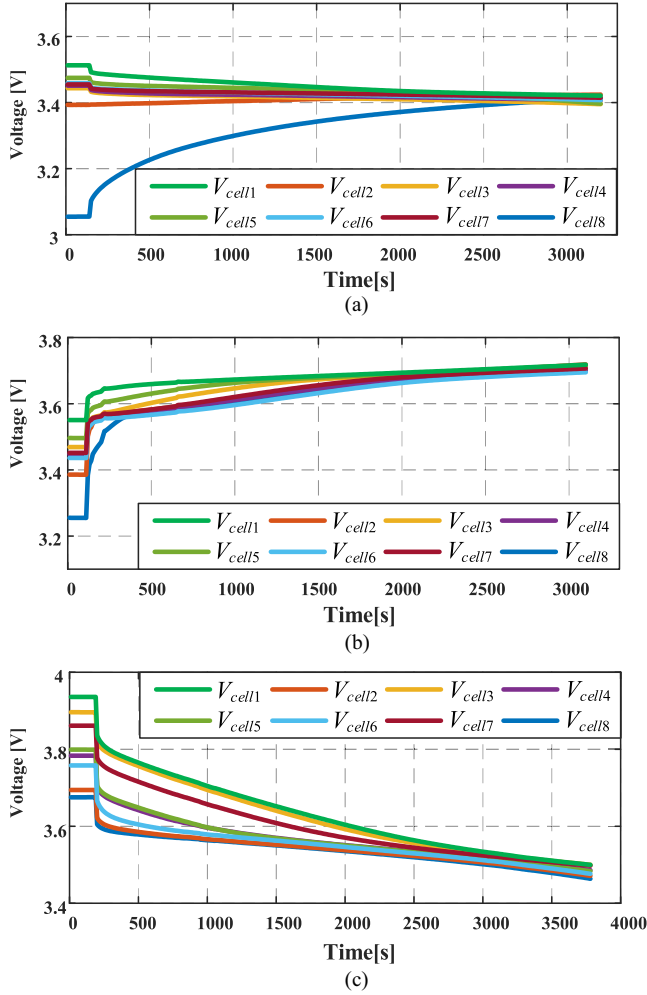 3.6
3.4
3.2
3
Voltage [V]
V_cell1 V_cell2 V_cell3 V_cell4
V_cell5 V_cell6 V_cell7 V_cell8
0 500 1000 1500 2000 2500 3000
Time[s]
(a)
3.8
3.6
3.4
3.2
Voltage [V]
V_cell1 V_cell2 V_cell3 V_cell4
V_cell5 V_cell6 V_cell7 V_cell8
0 500 1000 1500 2000 2500 3000
Time[s]
(b)
4
3.8
3.6
3.4
Voltage [V]
V_cell1 V_cell2 V_cell3 V_cell4
V_cell5 V_cell6 V_cell7 V_cell8
0 500 1000 1500 2000 2500 3000 3500 4000
Time[s]
(c)